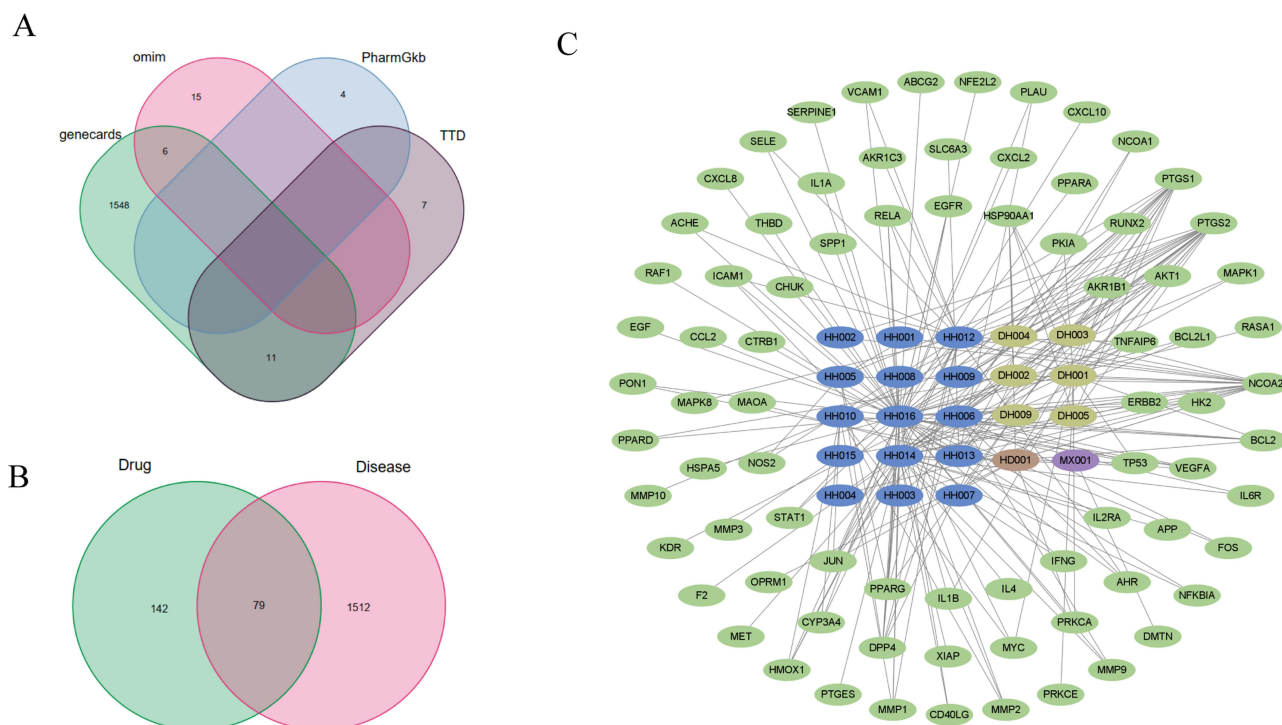 A
omim
PharmGkb
15
4
genecards
TTD
6
1548
7
11
B
Drug
Disease
142
79
1512
C
ABCG2
NFE2L2
VCAM1
PLAU
SERPINE1
CXCL10
SELE
AKR1C3
SLC6A3
CXCL2
NCOA1
CXCL8
IL1A
PPARA
PTGS1
EGFR
ACHE
THBD
RELA
HSP90AA1
RUNX2
PTGS2
SPP1
PKIA
RAF1
ICAM1
CHUK
AKR1B1
AKT1
MAPK1
EGF
CCL2
CTRB1
HH002
HH001
HH012
DH004
DH003
TNFAIP6
BCL2L1
RASA1
PON1
HH005
HH008
HH009
DH002
DH001
NCOA2
MAPK8
MAOA
ERBB2
HK2
PPARD
HH010
HH016
HH006
DH009
DH005
BCL2
MMP10
HSPA5
NOS2
HH015
HH014
HH013
HD001
MX001
TP53
VEGFA
IL6R
HH004
HH003
HH007
KDR
MMP3
STAT1
IL2RA
APP
FOS
F2
OPRM1
JUN
PPARG
IL1B
IL4
IFNG
AHR
NFKBIA
MET
CYP3A4
MYC
PRKCA
DMTN
HMOX1
DPP4
XIAP
MMP9
PTGES
MMP1
CD40LG
MMP2
PRKCE